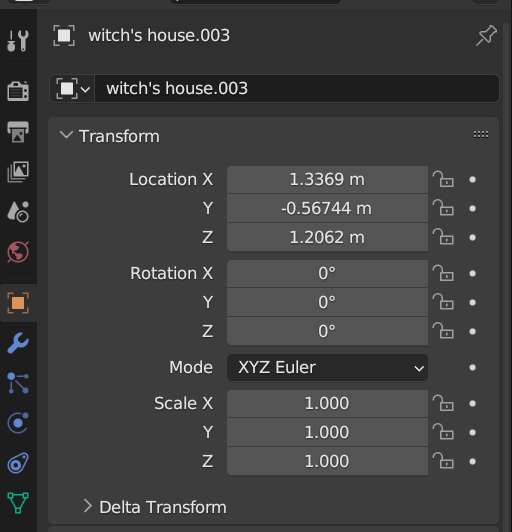 witch's house.003
witch's house.003
Transform
Location X 1.3369 m
Y -0.56744 m
Z 1.2062 m
Rotation X 0°
Y 0°
Z 0°
Mode XYZ Euler
Scale X 1.000
Y 1.000
Z 1.000
Delta Transform